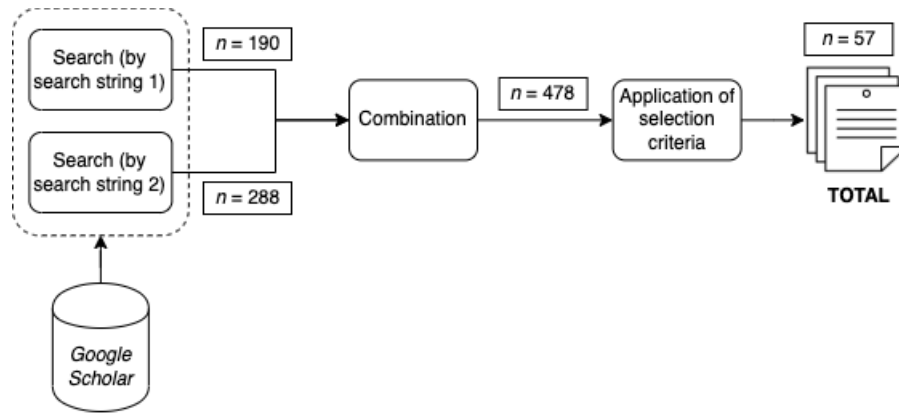 Search (by
search string 1)
n = 190
Search (by
search string 2)
n = 288
Google
Scholar
Combination
n = 478
Application of
selection
criteria
n = 57
TOTAL